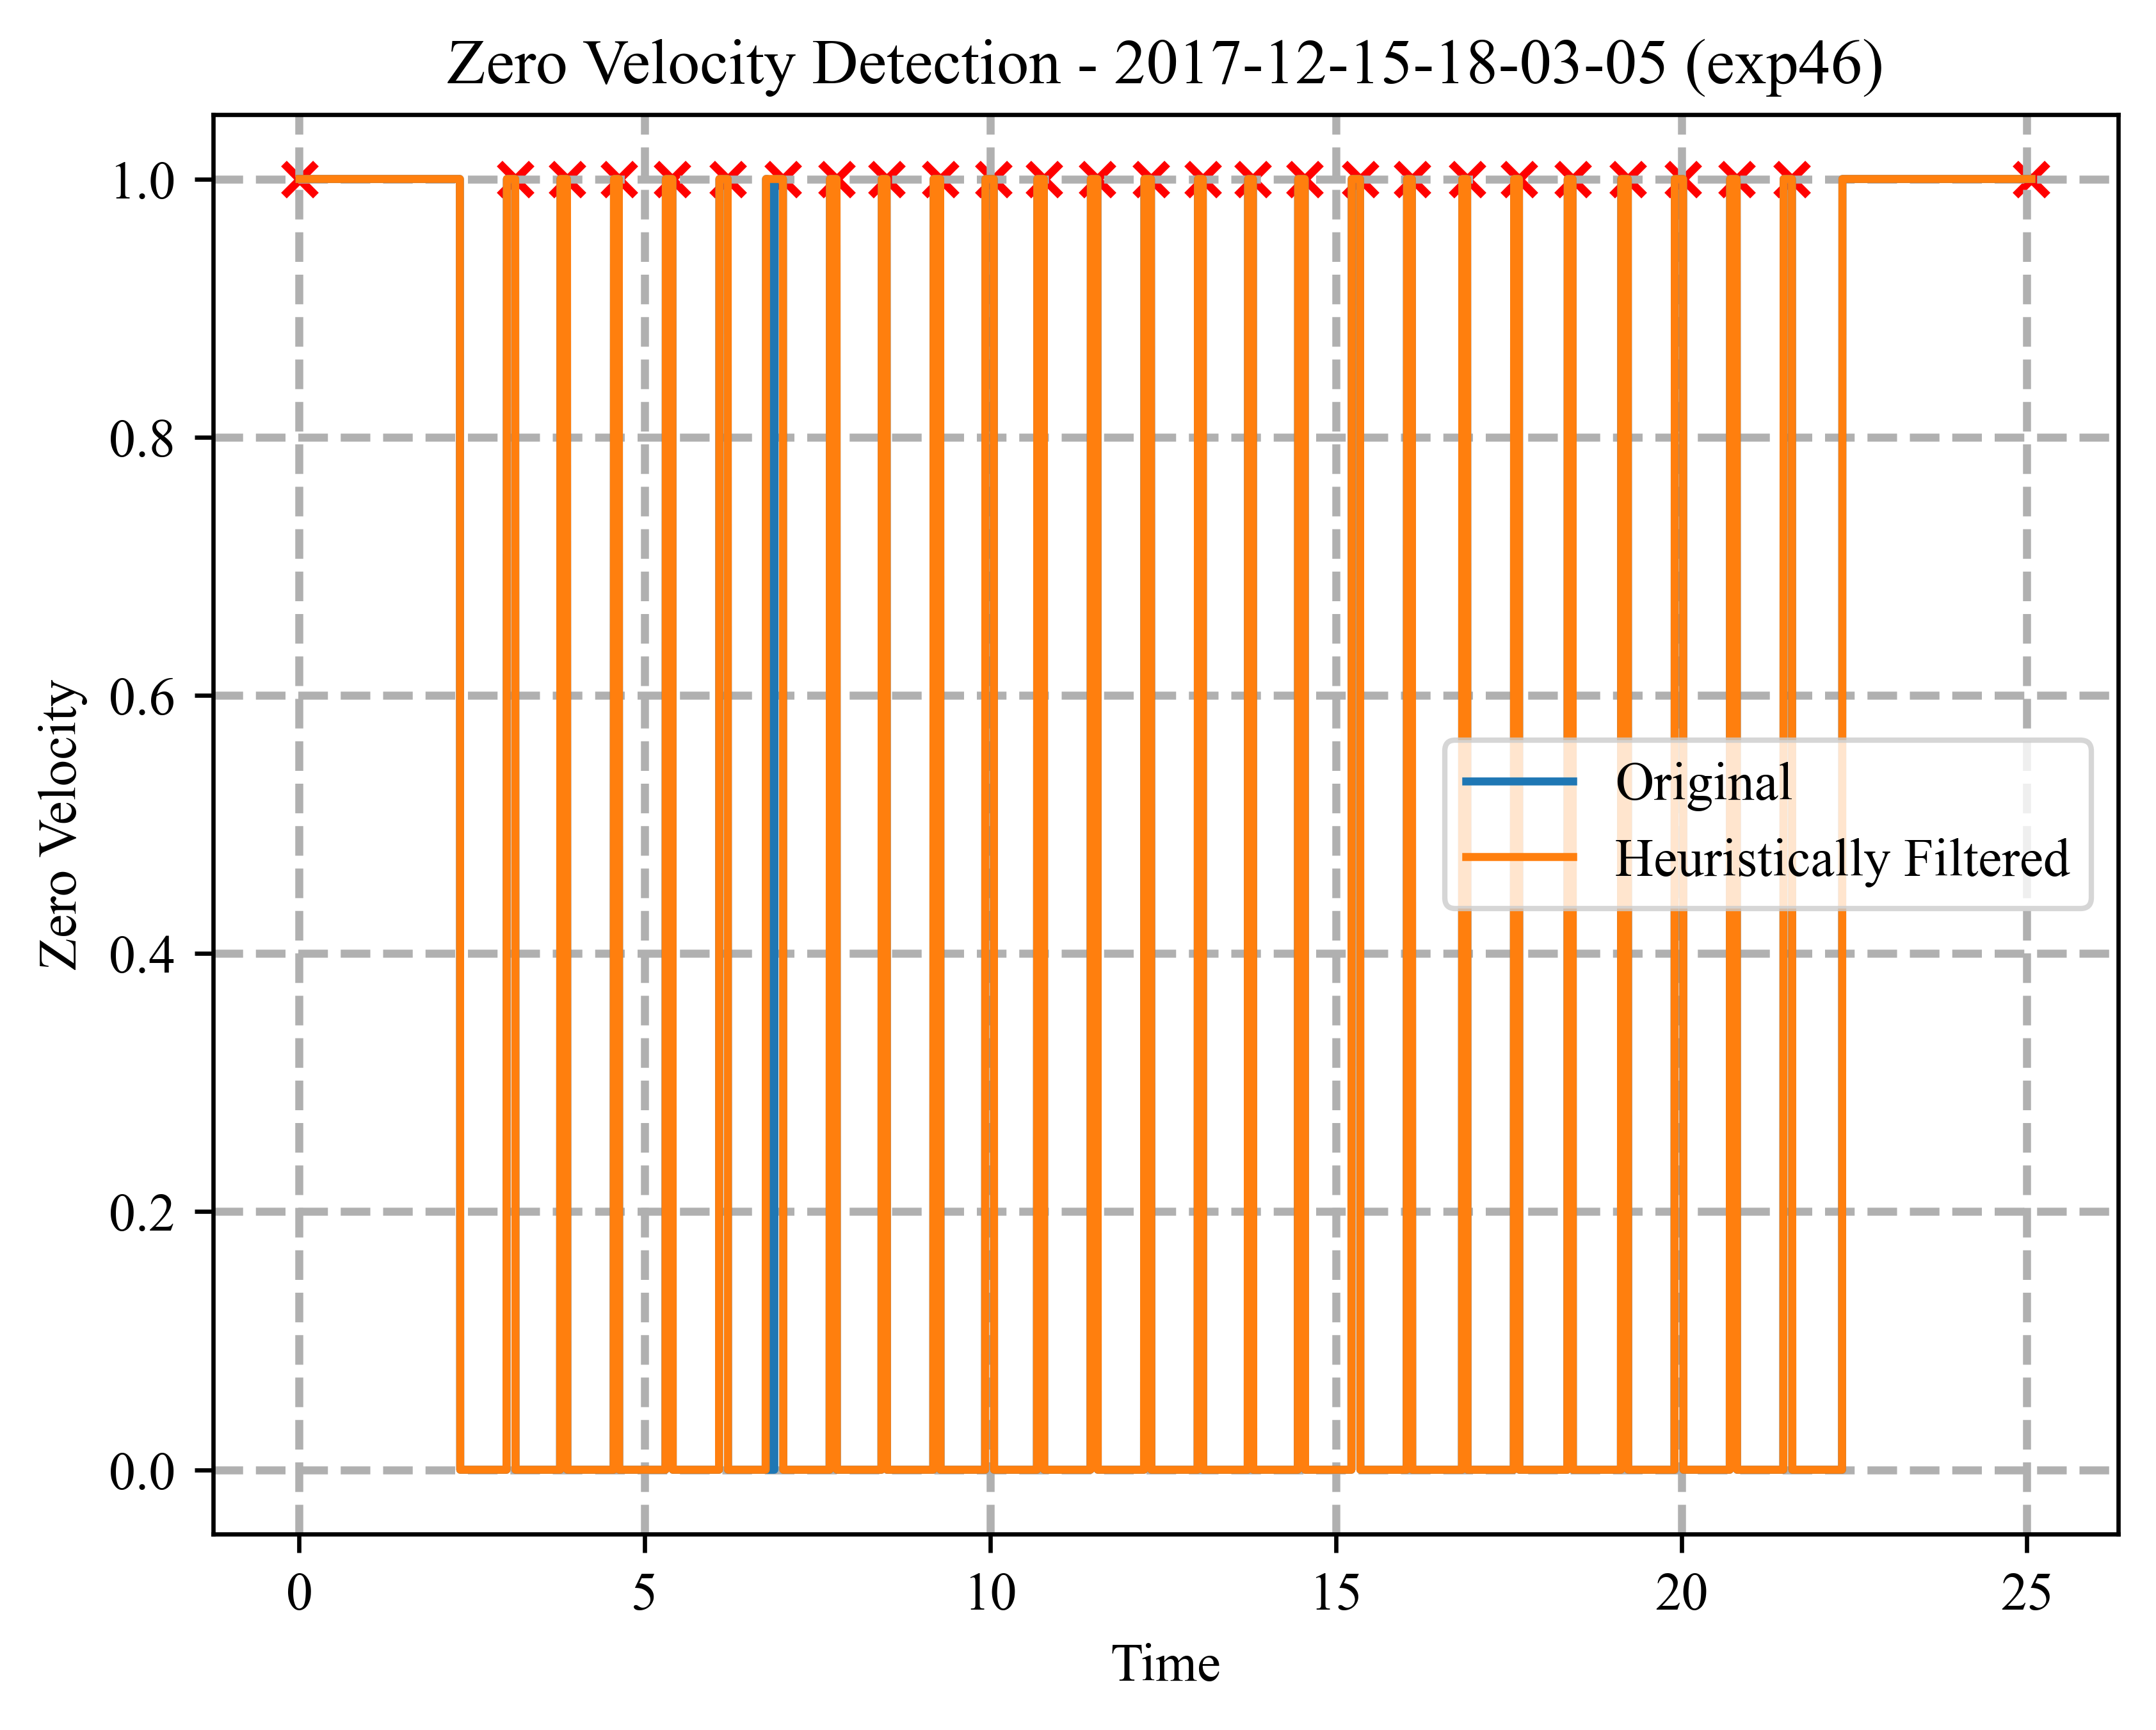 Zero Velocity Detection - 2017-12-15-18-03-05 (exp46)
1.0
0.8
0.6
0.4
0.2
0.0
Zero Velocity
Original
Heuristically Filtered
0 5 10 15 20 25
Time